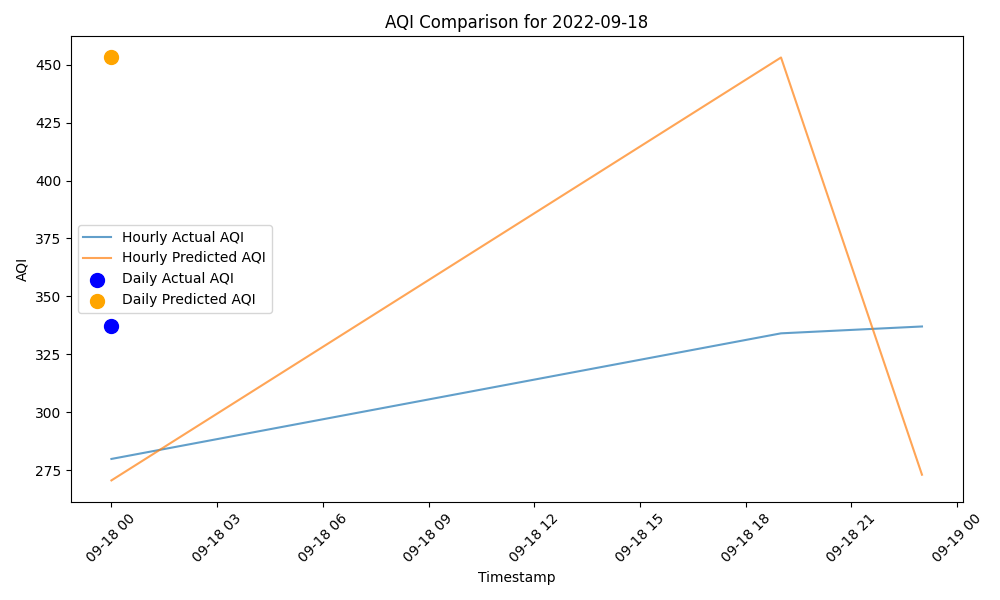 AQI Comparison for 2022-09-18
AQI
450
425
400
375
350
325
300
275
Hourly Actual AQI
Hourly Predicted AQI
Daily Actual AQI
Daily Predicted AQI
09-18 00
09-18 03
09-18 06
09-18 09
09-18 12
09-18 15
09-18 18
09-18 21
09-19 00
Timestamp